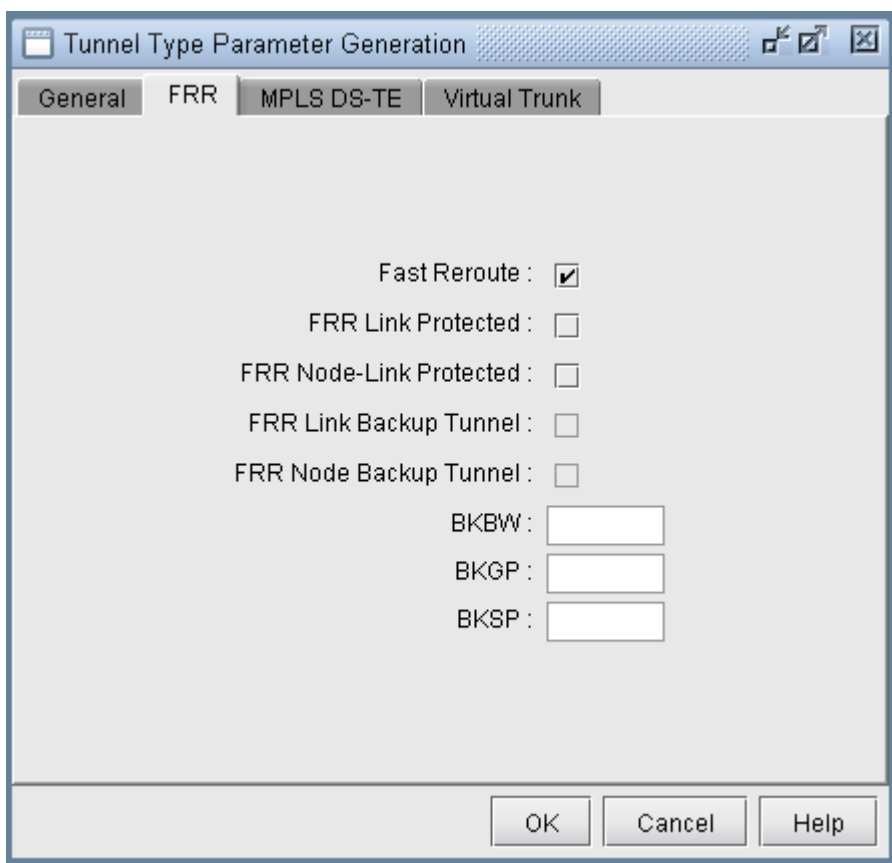 Tunnel Type Parameter Generation
General FRR MPLS DS-TE Virtual Trunk
Fast Reroute :
FRR Link Protected :
FRR Node-Link Protected :
FRR Link Backup Tunnel :
FRR Node Backup Tunnel :
BKBW :
BKGP :
BKSP :
OK Cancel Help